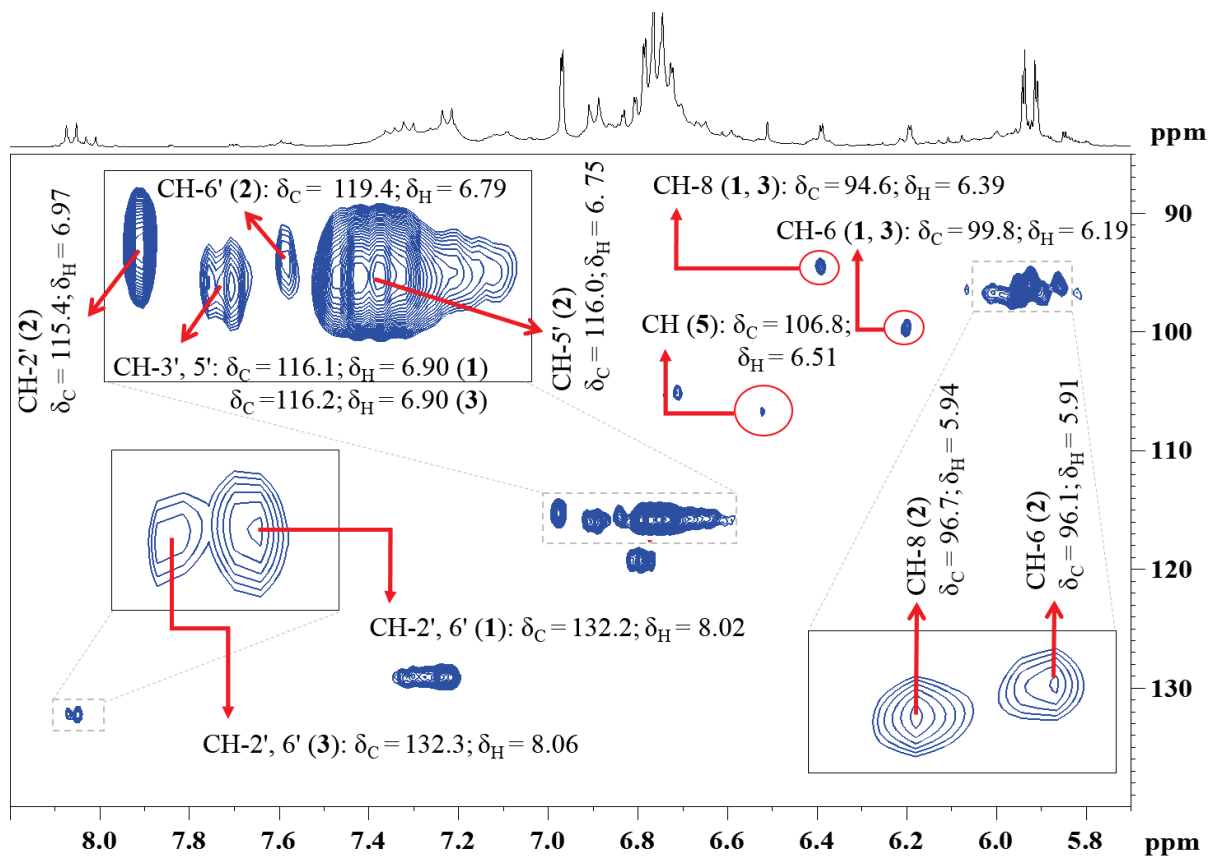 ppm
CH-2' (2)
δC = 115.4; δH = 6.97
CH-6' (2): δC = 119.4; δH = 6.79
CH-3', 5': δC = 116.1; δH = 6.90 (1)
δC =116.2; δH = 6.90 (3)
CH-5' (2)
δC = 116.0; δH = 6. 75
CH-8 (1, 3): δC = 94.6; δH = 6.39
CH-6 (1, 3): δC = 99.8; δH = 6.19
CH (5): δC = 106.8;
δH = 6.51
CH-8 (2)
δC = 96.7; δH = 5.94
CH-6 (2)
δC = 96.1; δH = 5.91
CH-2', 6' (1): δC = 132.2; δH = 8.02
CH-2', 6' (3): δC = 132.3; δH = 8.06
90
100
110
120
130
8.0 7.8 7.6 7.4 7.2 7.0 6.8 6.6 6.4 6.2 6.0 5.8 ppm